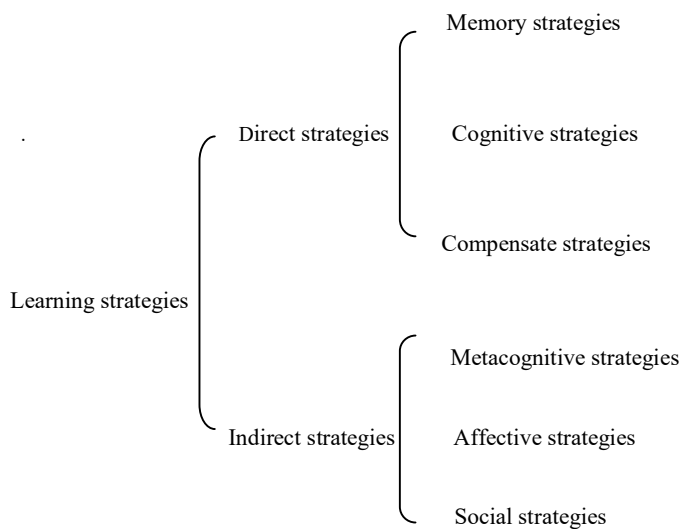 Memory strategies
Direct strategies
Cognitive strategies
Compensate strategies
Learning strategies
Metacognitive strategies
Indirect strategies
Affective strategies
Social strategies